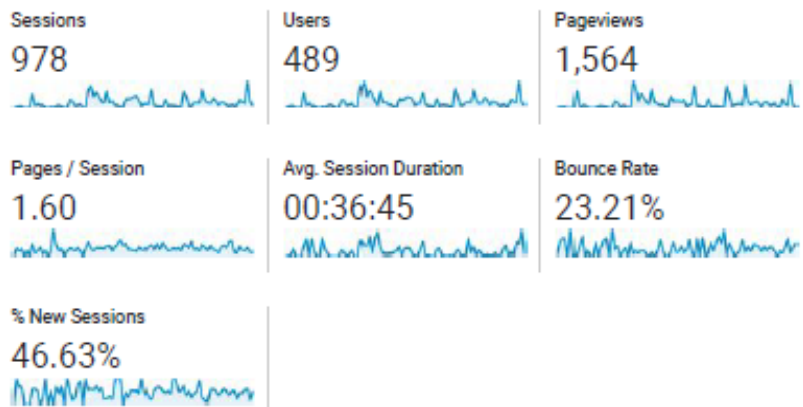 Sessions
978
Users
489
Pageviews
1,564
Pages / Session
1.60
Avg. Session Duration
00:36:45
Bounce Rate
23.21%
% New Sessions
46.63%